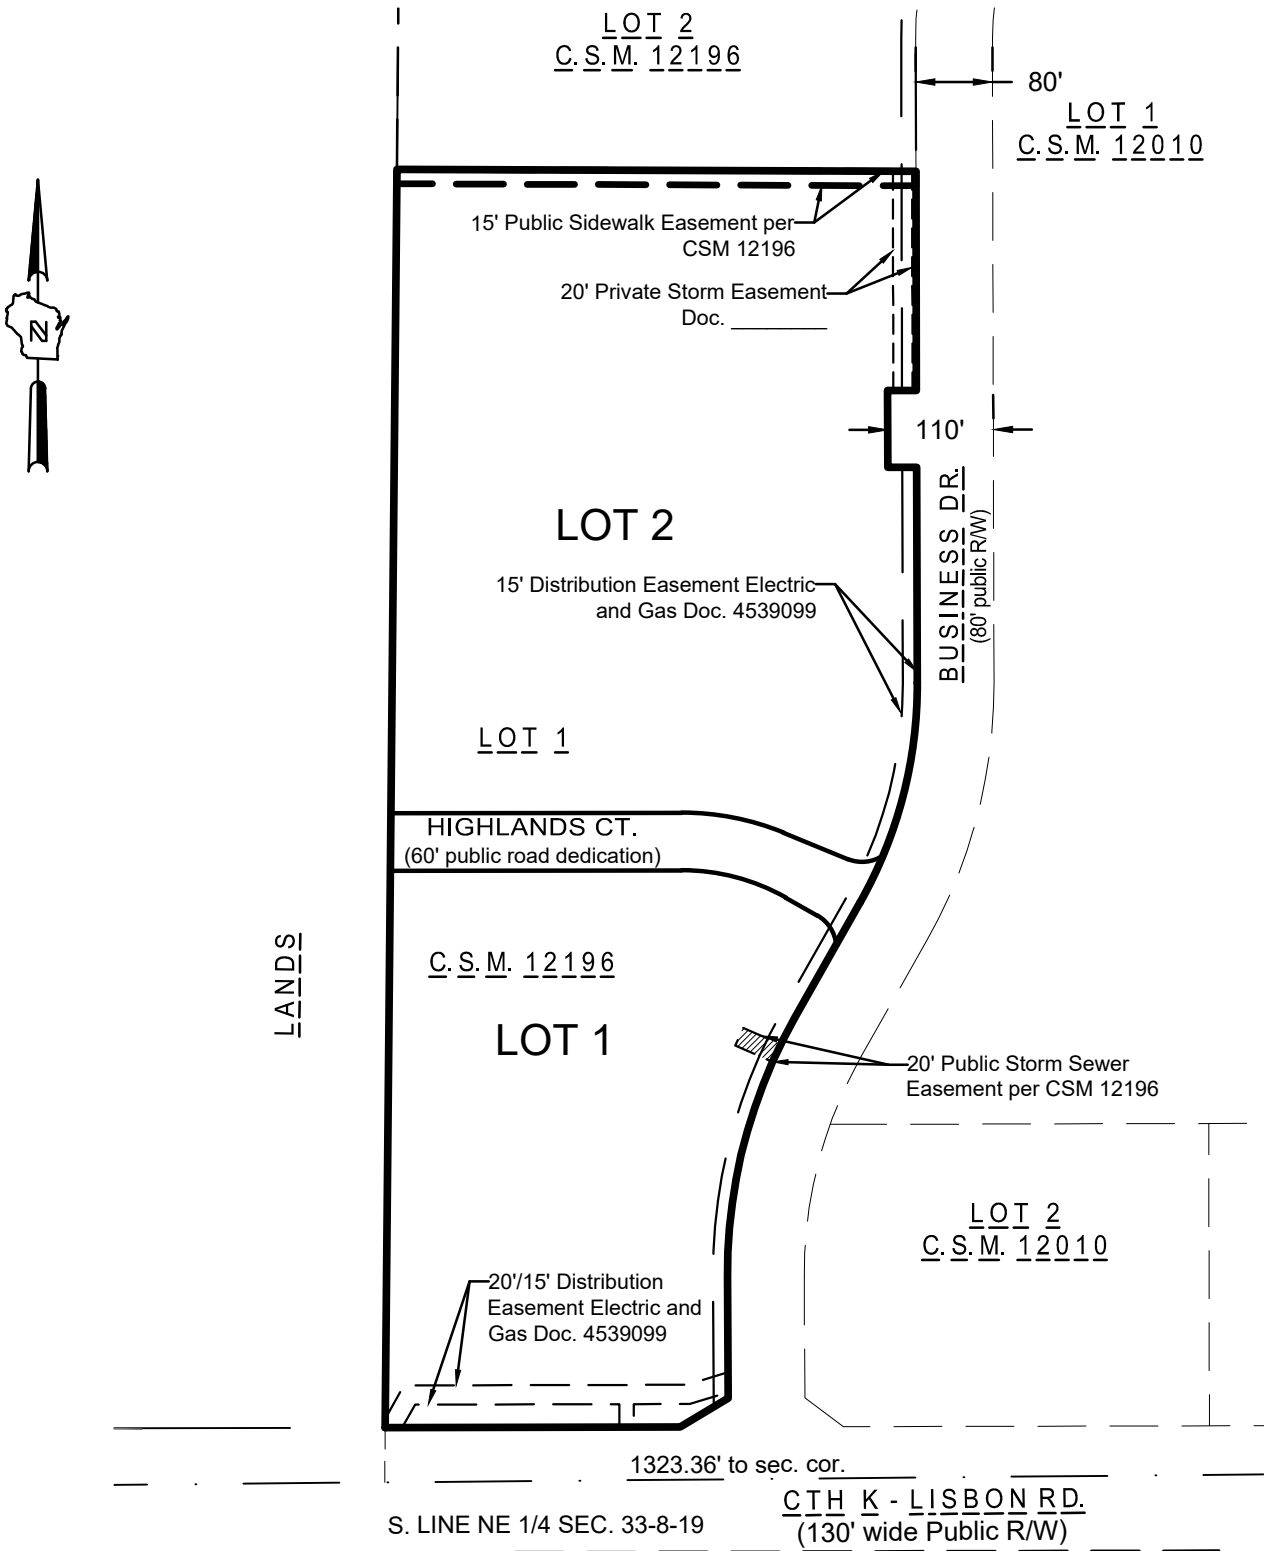 LOT 2
C.S.M. 12196
80'
LOT 1
C.S.M. 12010
15' Public Sidewalk Easement per
CSM 12196
20' Private Storm Easement
Doc. ________
N
110'
BUSINESS DR.
(80' public R/W)
LOT 2
15' Distribution Easement Electric
and Gas Doc. 4539099
LOT 1
HIGHLANDS CT.
(60' public road dedication)
LANDS
C.S.M. 12196
LOT 1
20' Public Storm Sewer
Easement per CSM 12196
LOT 2
C.S.M. 12010
20'/15' Distribution
Easement Electric and
Gas Doc. 4539099
1323.36' to sec. cor.
CTH K - LISBON RD.
(130' wide Public R/W)
S. LINE NE 1/4 SEC. 33-8-19